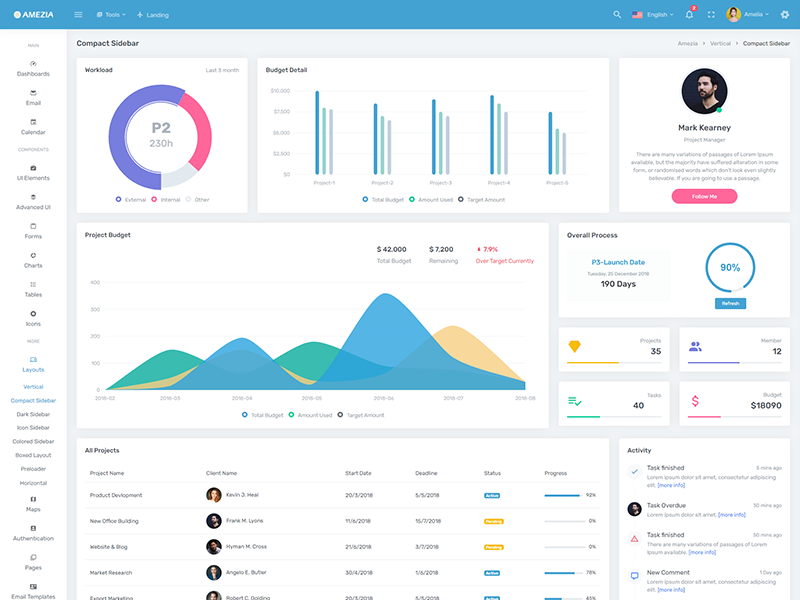 AMEZIA
Tools
Landing
English
2
Amelia
MAIN
Dashboards
Email
Calendar
COMPONENTS
UI Elements
Advanced UI
Forms
Charts
Tables
Icons
MORE
Layouts
Vertical
Compact Sidebar
Dark Sidebar
Icon Sidebar
Colored Sidebar
Boxed Layout
Preloader
Horizontal
Maps
Authentication
Pages
Email Templates
Compact Sidebar
Amezia > Vertical > Compact Sidebar
Workload
Last 3 month
P2
230h
External
Internal
Other
Budget Detail
$10,000
$7,500
$5,000
$2,500
$0
Project-1
Project-2
Project-3
Project-4
Project-5
Total Budget
Amount Used
Target Amount
Mark Kearney
Project Manager
There are many variations of passages of Lorem Ipsum
available, but the majority have suffered alteration in some
form, or randomised words which don't look even slightly
believable. If you are going to use a passage.
Follow Me
Project Budget
$ 42,000
Total Budget
$ 7,200
Remaining
7.9%
Over Target Currently
400
300
200
100
0
2018-02
2018-03
2018-04
2018-05
2018-06
2018-07
2018-08
Total Budget
Amount Used
Target Amount
Overall Process
P3-Launch Date
Tuesday, 20 December 2018
190 Days
90%
Refresh
Projects
35
Member
12
Tasks
40
Budget
$18090
All Projects
Project Name
Client Name
Start Date
Deadline
Status
Progress
Product Devlopment
Kevin J. Heal
20/3/2018
5/5/2018
Active
92%
New Office Building
Frank M. Lyons
11/6/2018
15/7/2018
Pending
0%
Website & Blog
Hyman M. Cross
21/6/2018
3/7/2018
Pending
0%
Market Research
Angelo E. Butler
30/4/2018
1/6/2018
Active
78%
Export Marketing
Robert C. Golding
Active
45%
Activity
Task finished
5 mins ago
Lorem ipsum dolor sit amet, consectetur adipiscing
elit. [more info]
Task Overdue
30 mins ago
Lorem ipsum dolor sit amet. [more info]
Task finished
50 mins ago
There are many variations of passages of Lorem
Ipsum available. [more info]
New Comment
1 Day ago
Lorem ipsum dolor sit amet, consectetur adipiscing
elit. [more info]